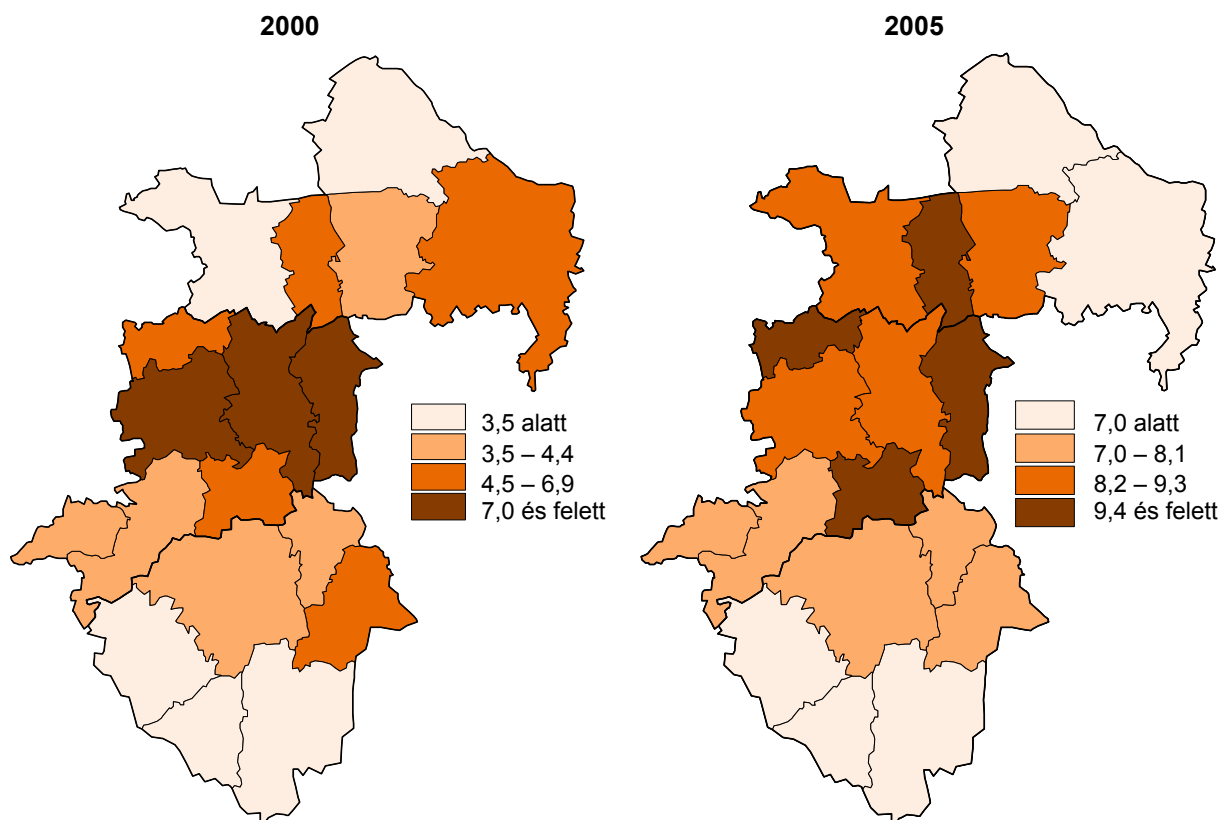 2000
2005
3,5 alatt
3,5 – 4,4
4,5 – 6,9
7,0 és felett
7,0 alatt
7,0 – 8,1
8,2 – 9,3
9,4 és felett